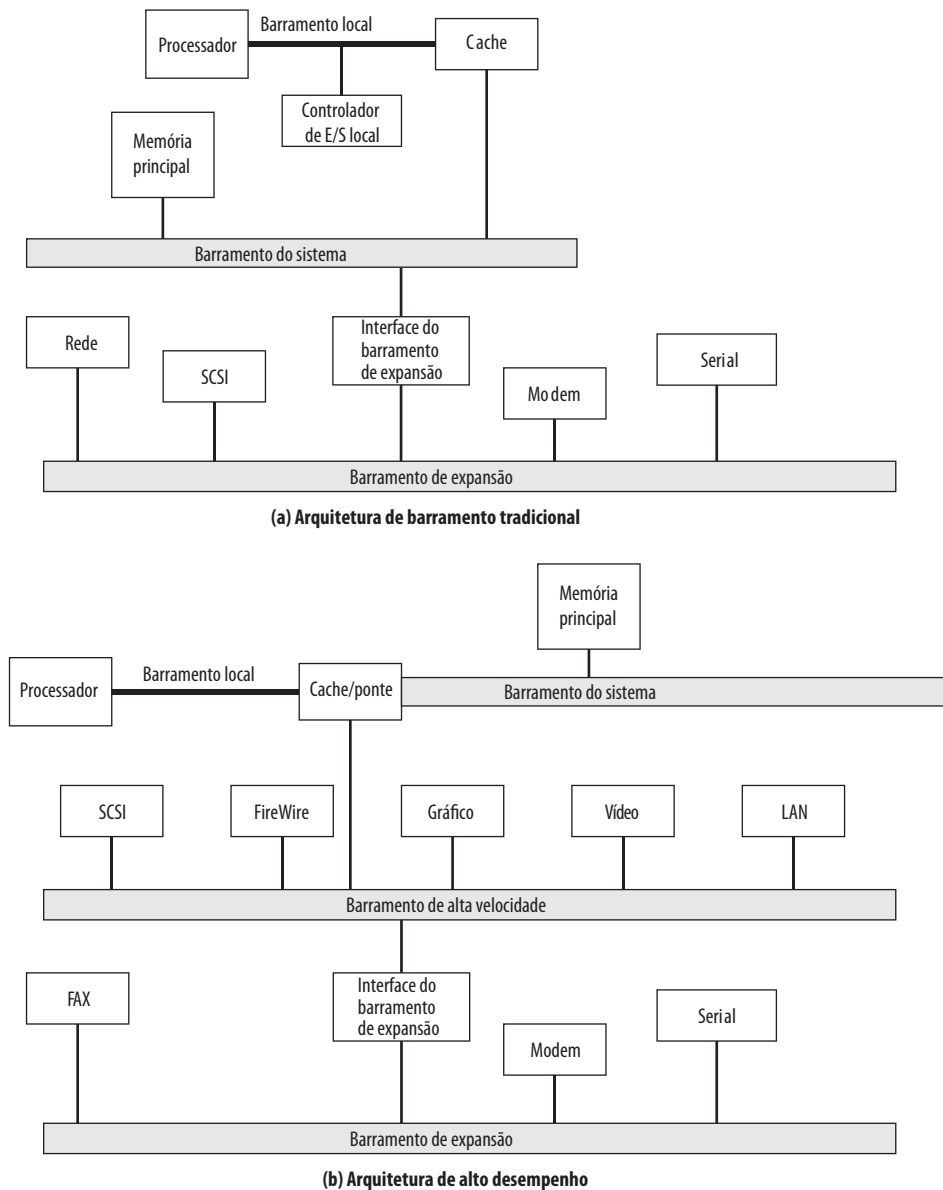 Barramento local
Processador
Cache
Controlador
de E/S local
Memória
principal
Barramento do sistema
Rede
SCSI
Interface do
barramento
de expansão
Modem
Serial
Barramento de expansão
(a) Arquitetura de barramento tradicional
Memória
principal
Processador
Barramento local
Cache/ponte
Barramento do sistema
SCSI
FireWire
Gráfico
Vídeo
LAN
Barramento de alta velocidade
FAX
Interface do
barramento
de expansão
Modem
Serial
Barramento de expansão
(b) Arquitetura de alto desempenho